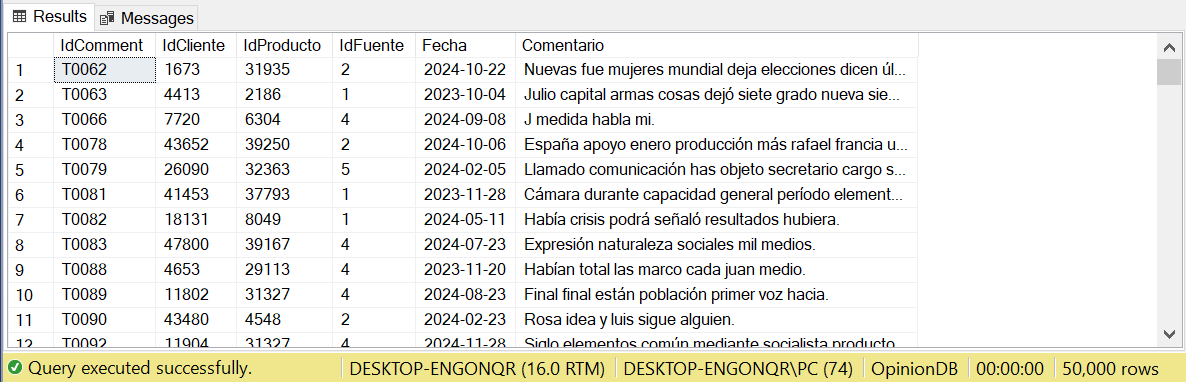 Results Messages
IdComment IdCliente IdProducto IdFuente Fecha Comentario
1 T0062 1673 31935 2 2024-10-22 Nuevas fue mujeres mundial deja elecciones dicen úl...
2 T0063 4413 2186 1 2023-10-04 Julio capital armas cosas dejó siete grado nueva sie...
3 T0066 7720 6304 4 2024-09-08 J medida habla mi.
4 T0078 43652 39250 2 2024-10-06 España apoyo enero producción más rafael francia u...
5 T0079 26090 32363 5 2024-02-05 Llamado comunicación has objeto secretario cargo s...
6 T0081 41453 37793 1 2023-11-28 Cámara durante capacidad general período element...
7 T0082 18131 8049 1 2024-05-11 Había crisis podrá señaló resultados hubiera.
8 T0083 47800 39167 4 2024-07-23 Expresión naturaleza sociales mil medios.
9 T0088 4653 29113 4 2023-11-20 Habían total las marco cada juan medio.
10 T0089 11802 31327 4 2024-08-23 Final final están población primer voz hacia.
11 T0090 43480 4548 2 2024-02-23 Rosa idea y luis sigue alguien.
12 T0092 11904 31327 4 2024-11-28 Siglo elementos común mediante socialista producto
Query executed successfully. DESKTOP-ENGONQR (16.0 RTM) DESKTOP-ENGONQR\PC (74) OpinionDB 00:00:00 50,000 rows